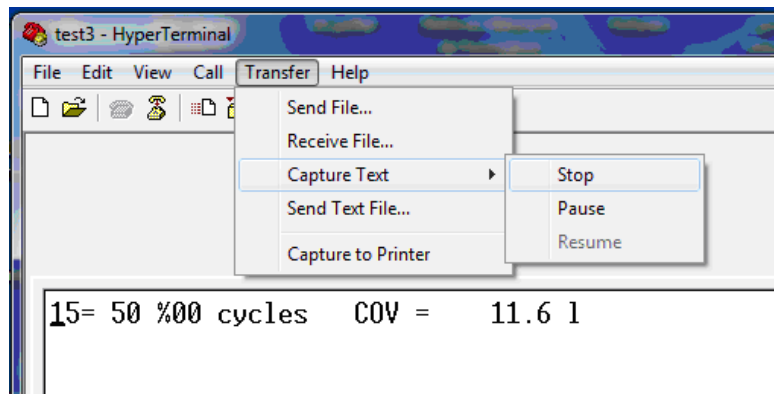 test3 - HyperTerminal
File Edit View Call Transfer Help
Send File...
Receive File...
Capture Text
Send Text File...
Capture to Printer
Stop
Pause
Resume
15= 50 %00 cycles COV = 11.6 l